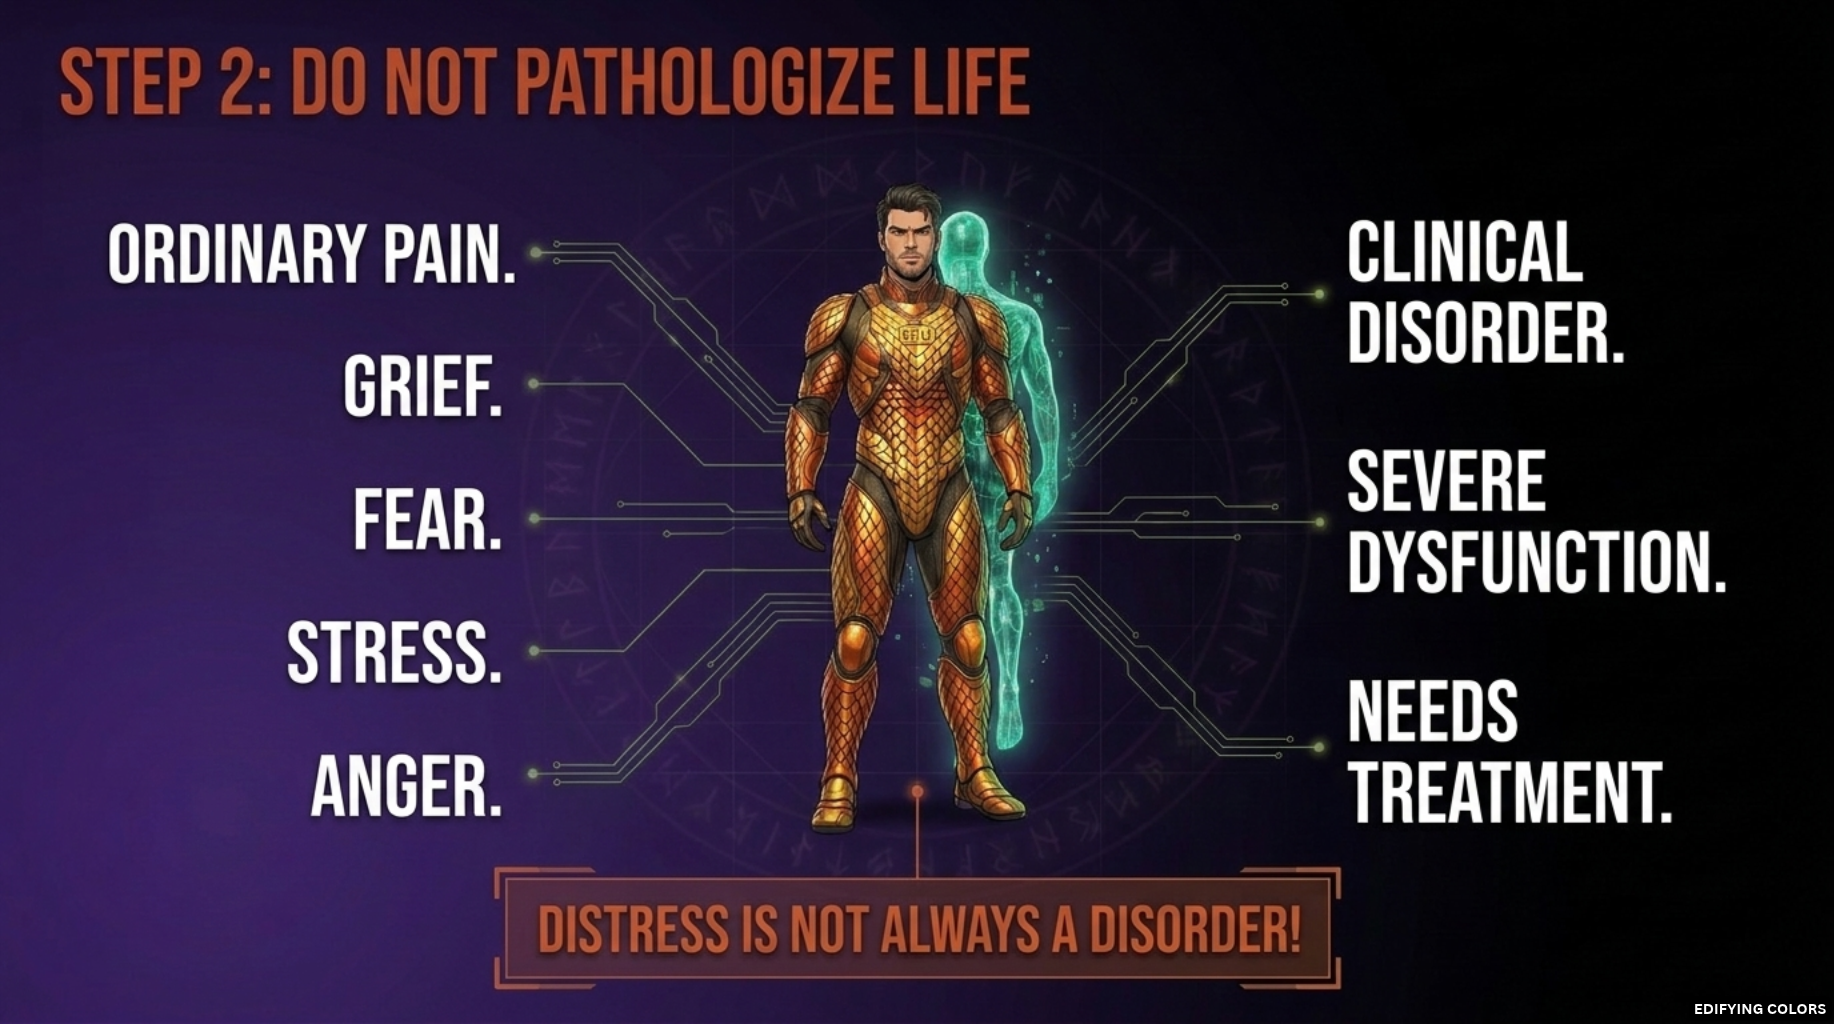 STEP 2: DO NOT PATHOLOGIZE LIFE
ORDINARY PAIN.
GRIEF.
FEAR.
STRESS.
ANGER.
CLINICAL
DISORDER.
SEVERE
DYSFUNCTION.
NEEDS
TREATMENT.
DISTRESS IS NOT ALWAYS A DISORDER!
EDIFYING COLORS